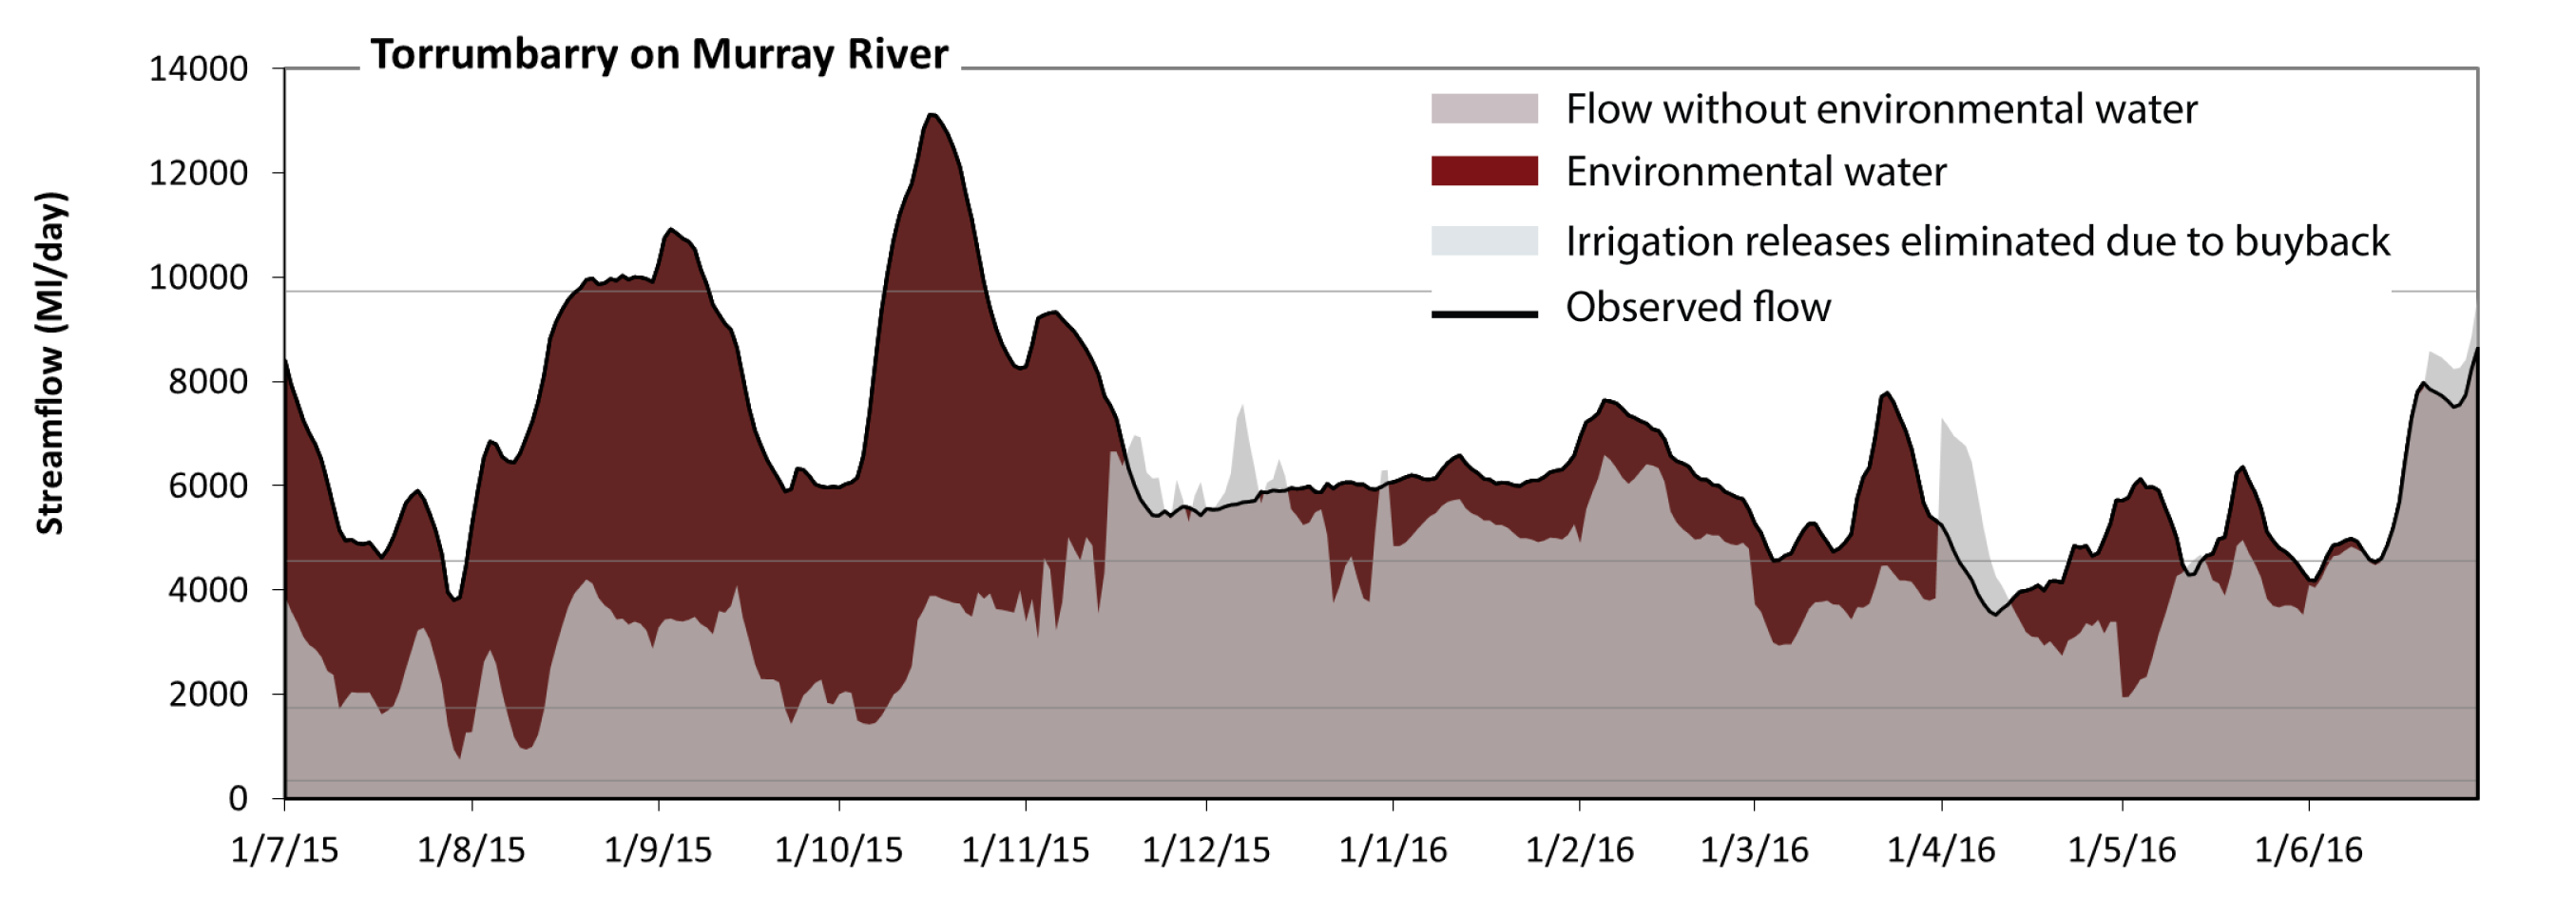 Torrumbarry on Murray River
14000
12000
10000
8000
6000
4000
2000
0
Streamflow (Ml/day)
Flow without environmental water
Environmental water
Irrigation releases eliminated due to buyback
Observed flow
1/7/15 1/8/15 1/9/15 1/10/15 1/11/15 1/12/15 1/1/16 1/2/16 1/3/16 1/4/16 1/5/16 1/6/16